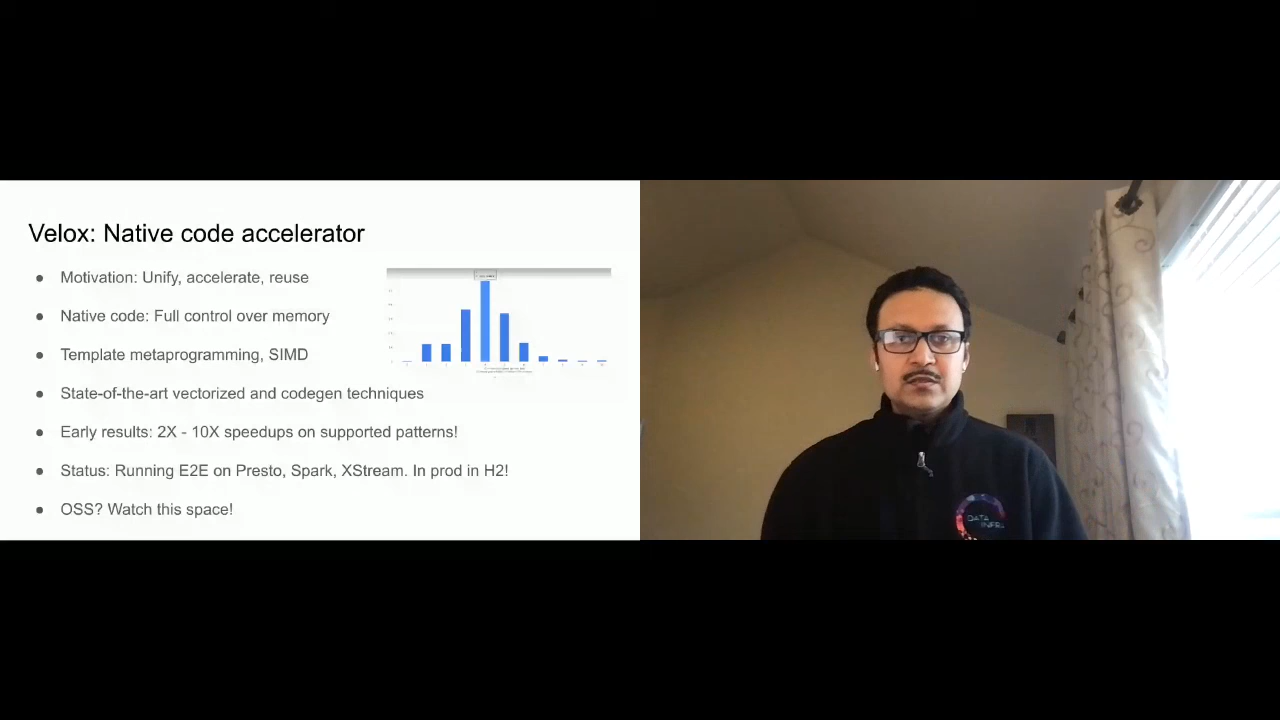 Velox: Native code accelerator
Motivation: Unify, accelerate, reuse
Native code: Full control over memory
Template metaprogramming, SIMD
State-of-the-art vectorized and codegen techniques
Early results: 2X - 10X speedups on supported patterns!
Status: Running E2E on Presto, Spark, XStream. In prod in H2!
OSS? Watch this space!
DATA
INFRA